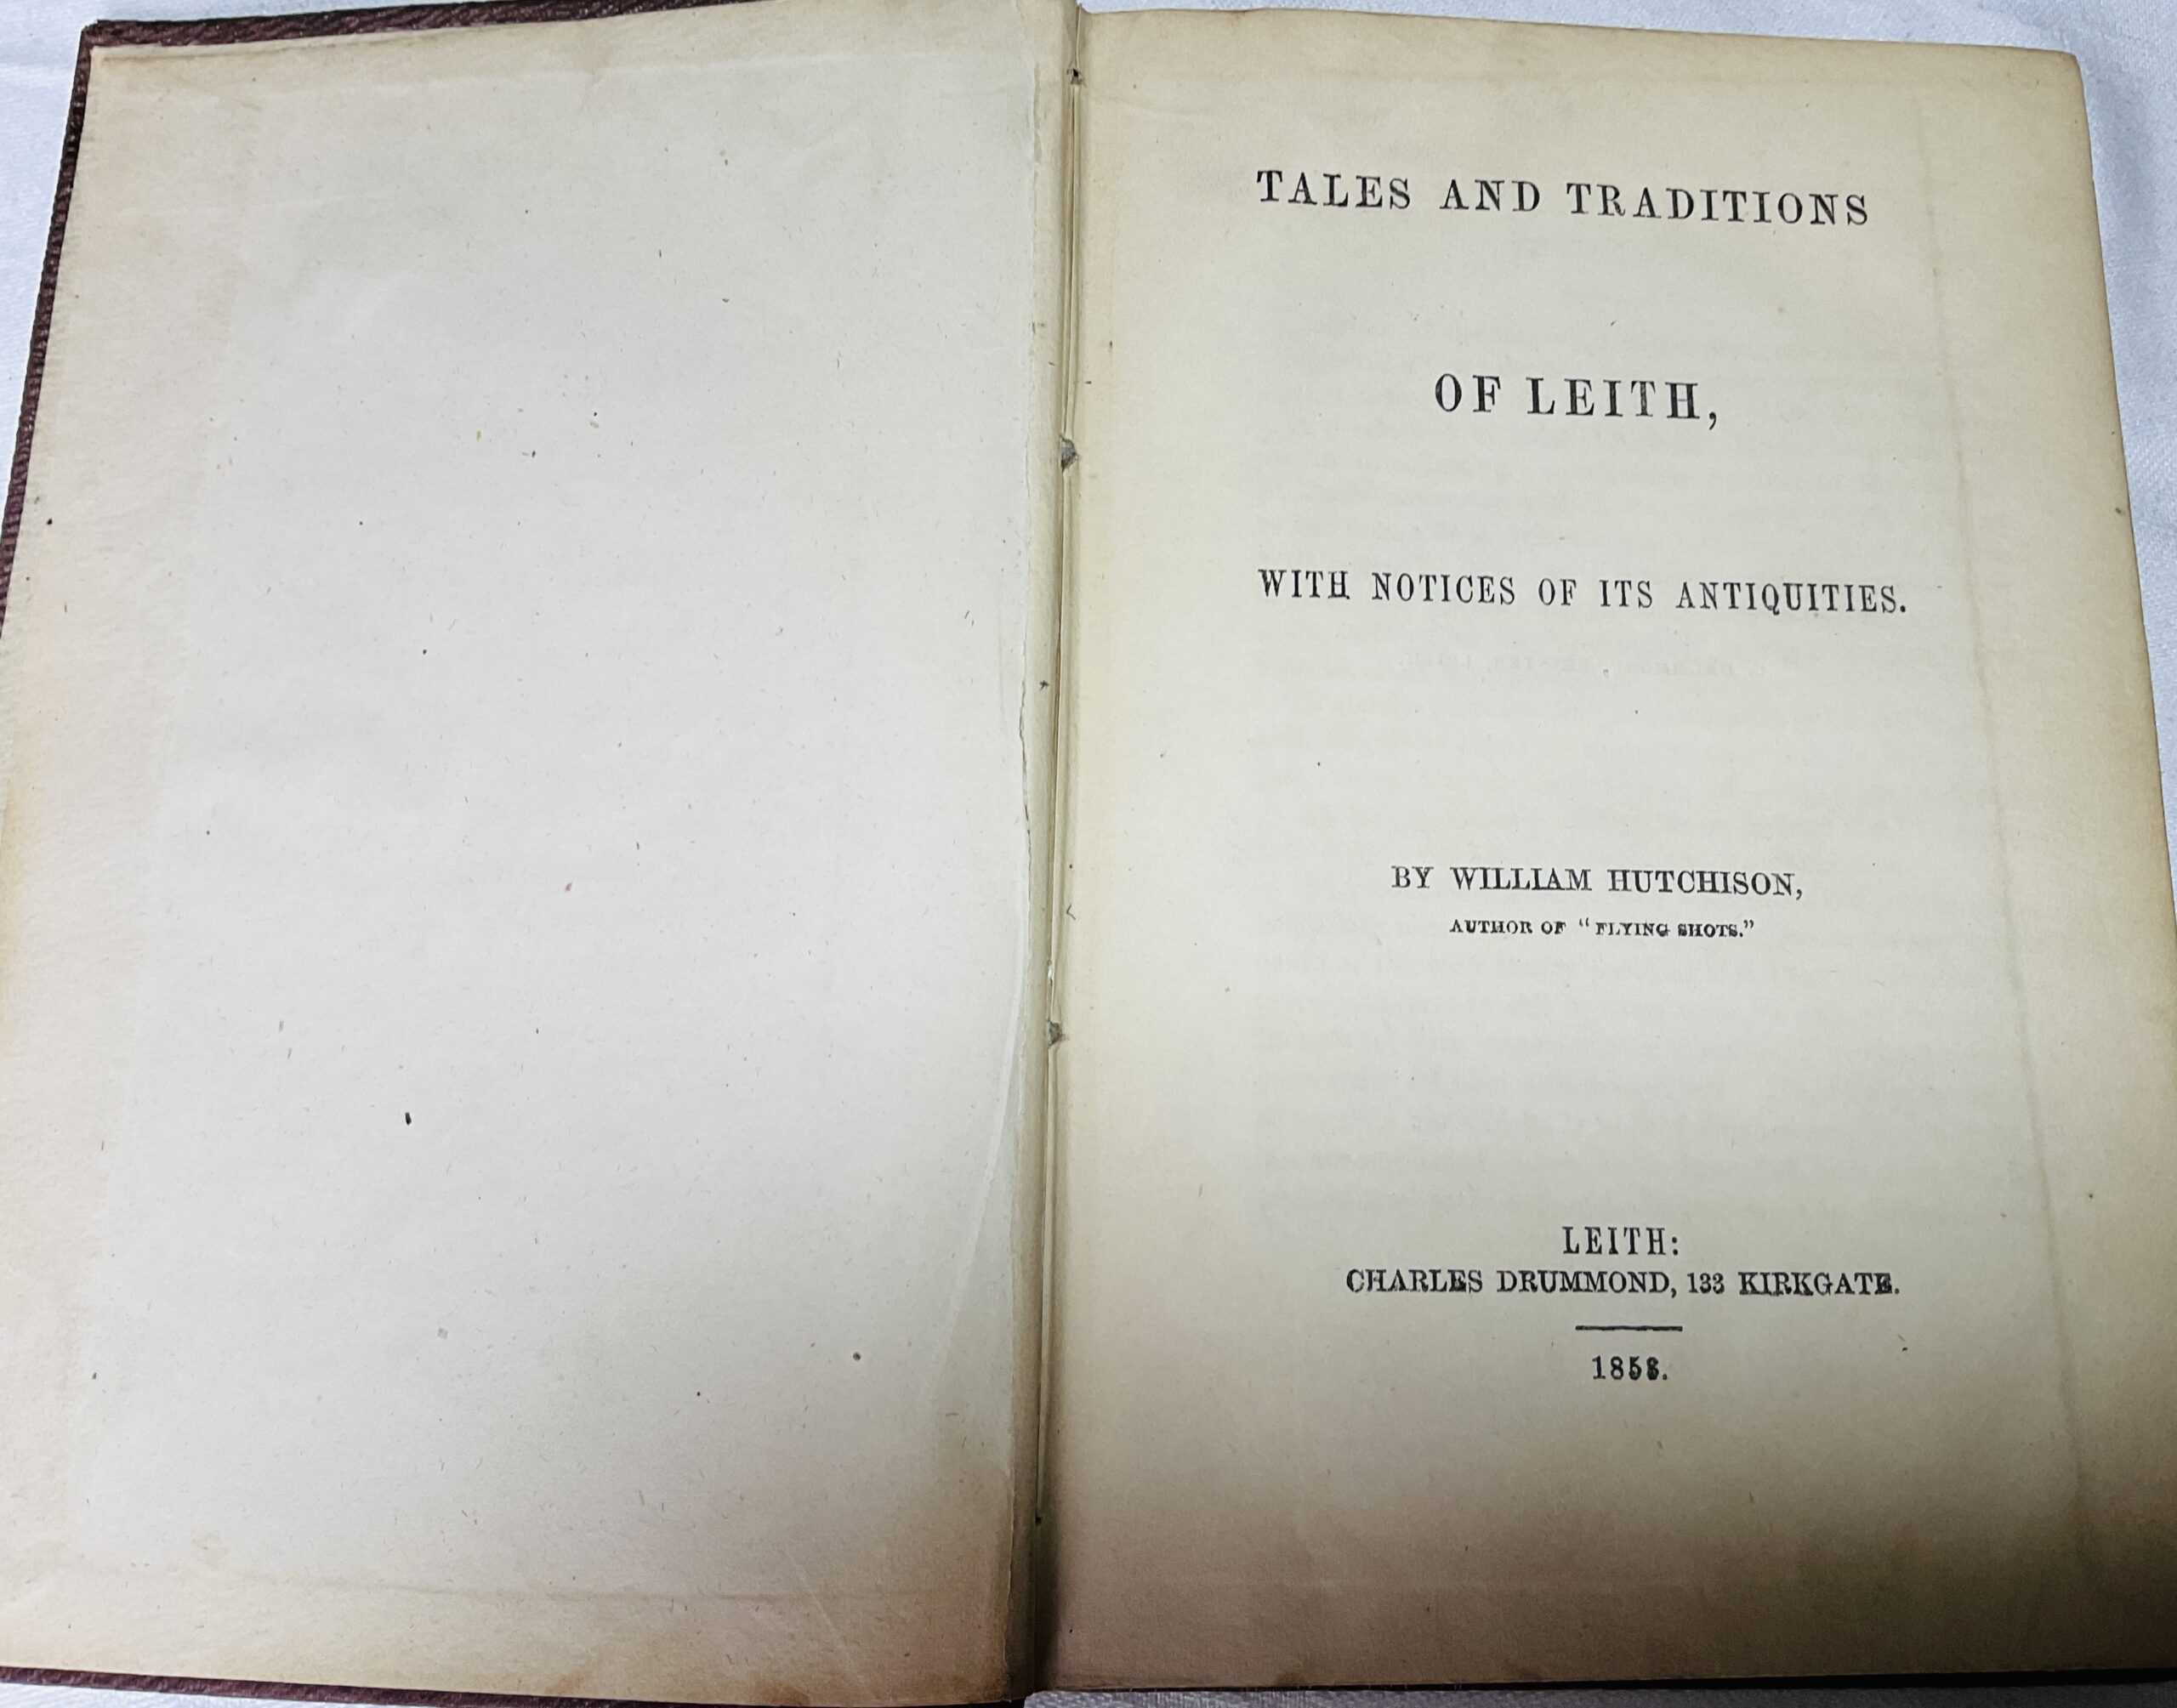 TALES AND TRADITIONS
OF LEITH,
WITH NOTICES OF ITS ANTIQUITIES.
BY WILLIAM HUTCHISON,
AUTHOR OF "FLYING SHOTS."
LEITH:
CHARLES DRUMMOND, 133 KIRKGATE.
1853.